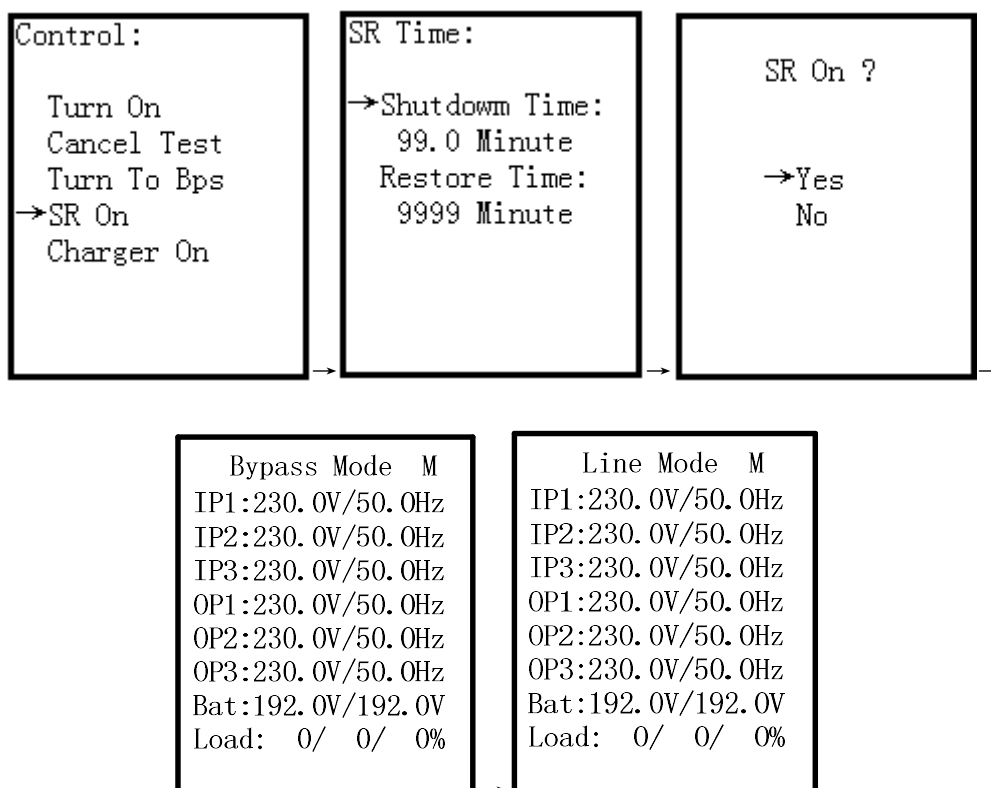 Control:
Turn On
Cancel Test
Turn To Bps
→SR On
Charger On
→
SR Time:
→Shutdowm Time:
99.0 Minute
Restore Time:
9999 Minute
→
SR On ?
→Yes
No
→
Bypass Mode M
IP1:230.0V/50.0Hz
IP2:230.0V/50.0Hz
IP3:230.0V/50.0Hz
OP1:230.0V/50.0Hz
OP2:230.0V/50.0Hz
OP3:230.0V/50.0Hz
Bat:192.0V/192.0V
Load: 0/ 0/ 0%
→
Line Mode M
IP1:230.0V/50.0Hz
IP2:230.0V/50.0Hz
IP3:230.0V/50.0Hz
OP1:230.0V/50.0Hz
OP2:230.0V/50.0Hz
OP3:230.0V/50.0Hz
Bat:192.0V/192.0V
Load: 0/ 0/ 0%